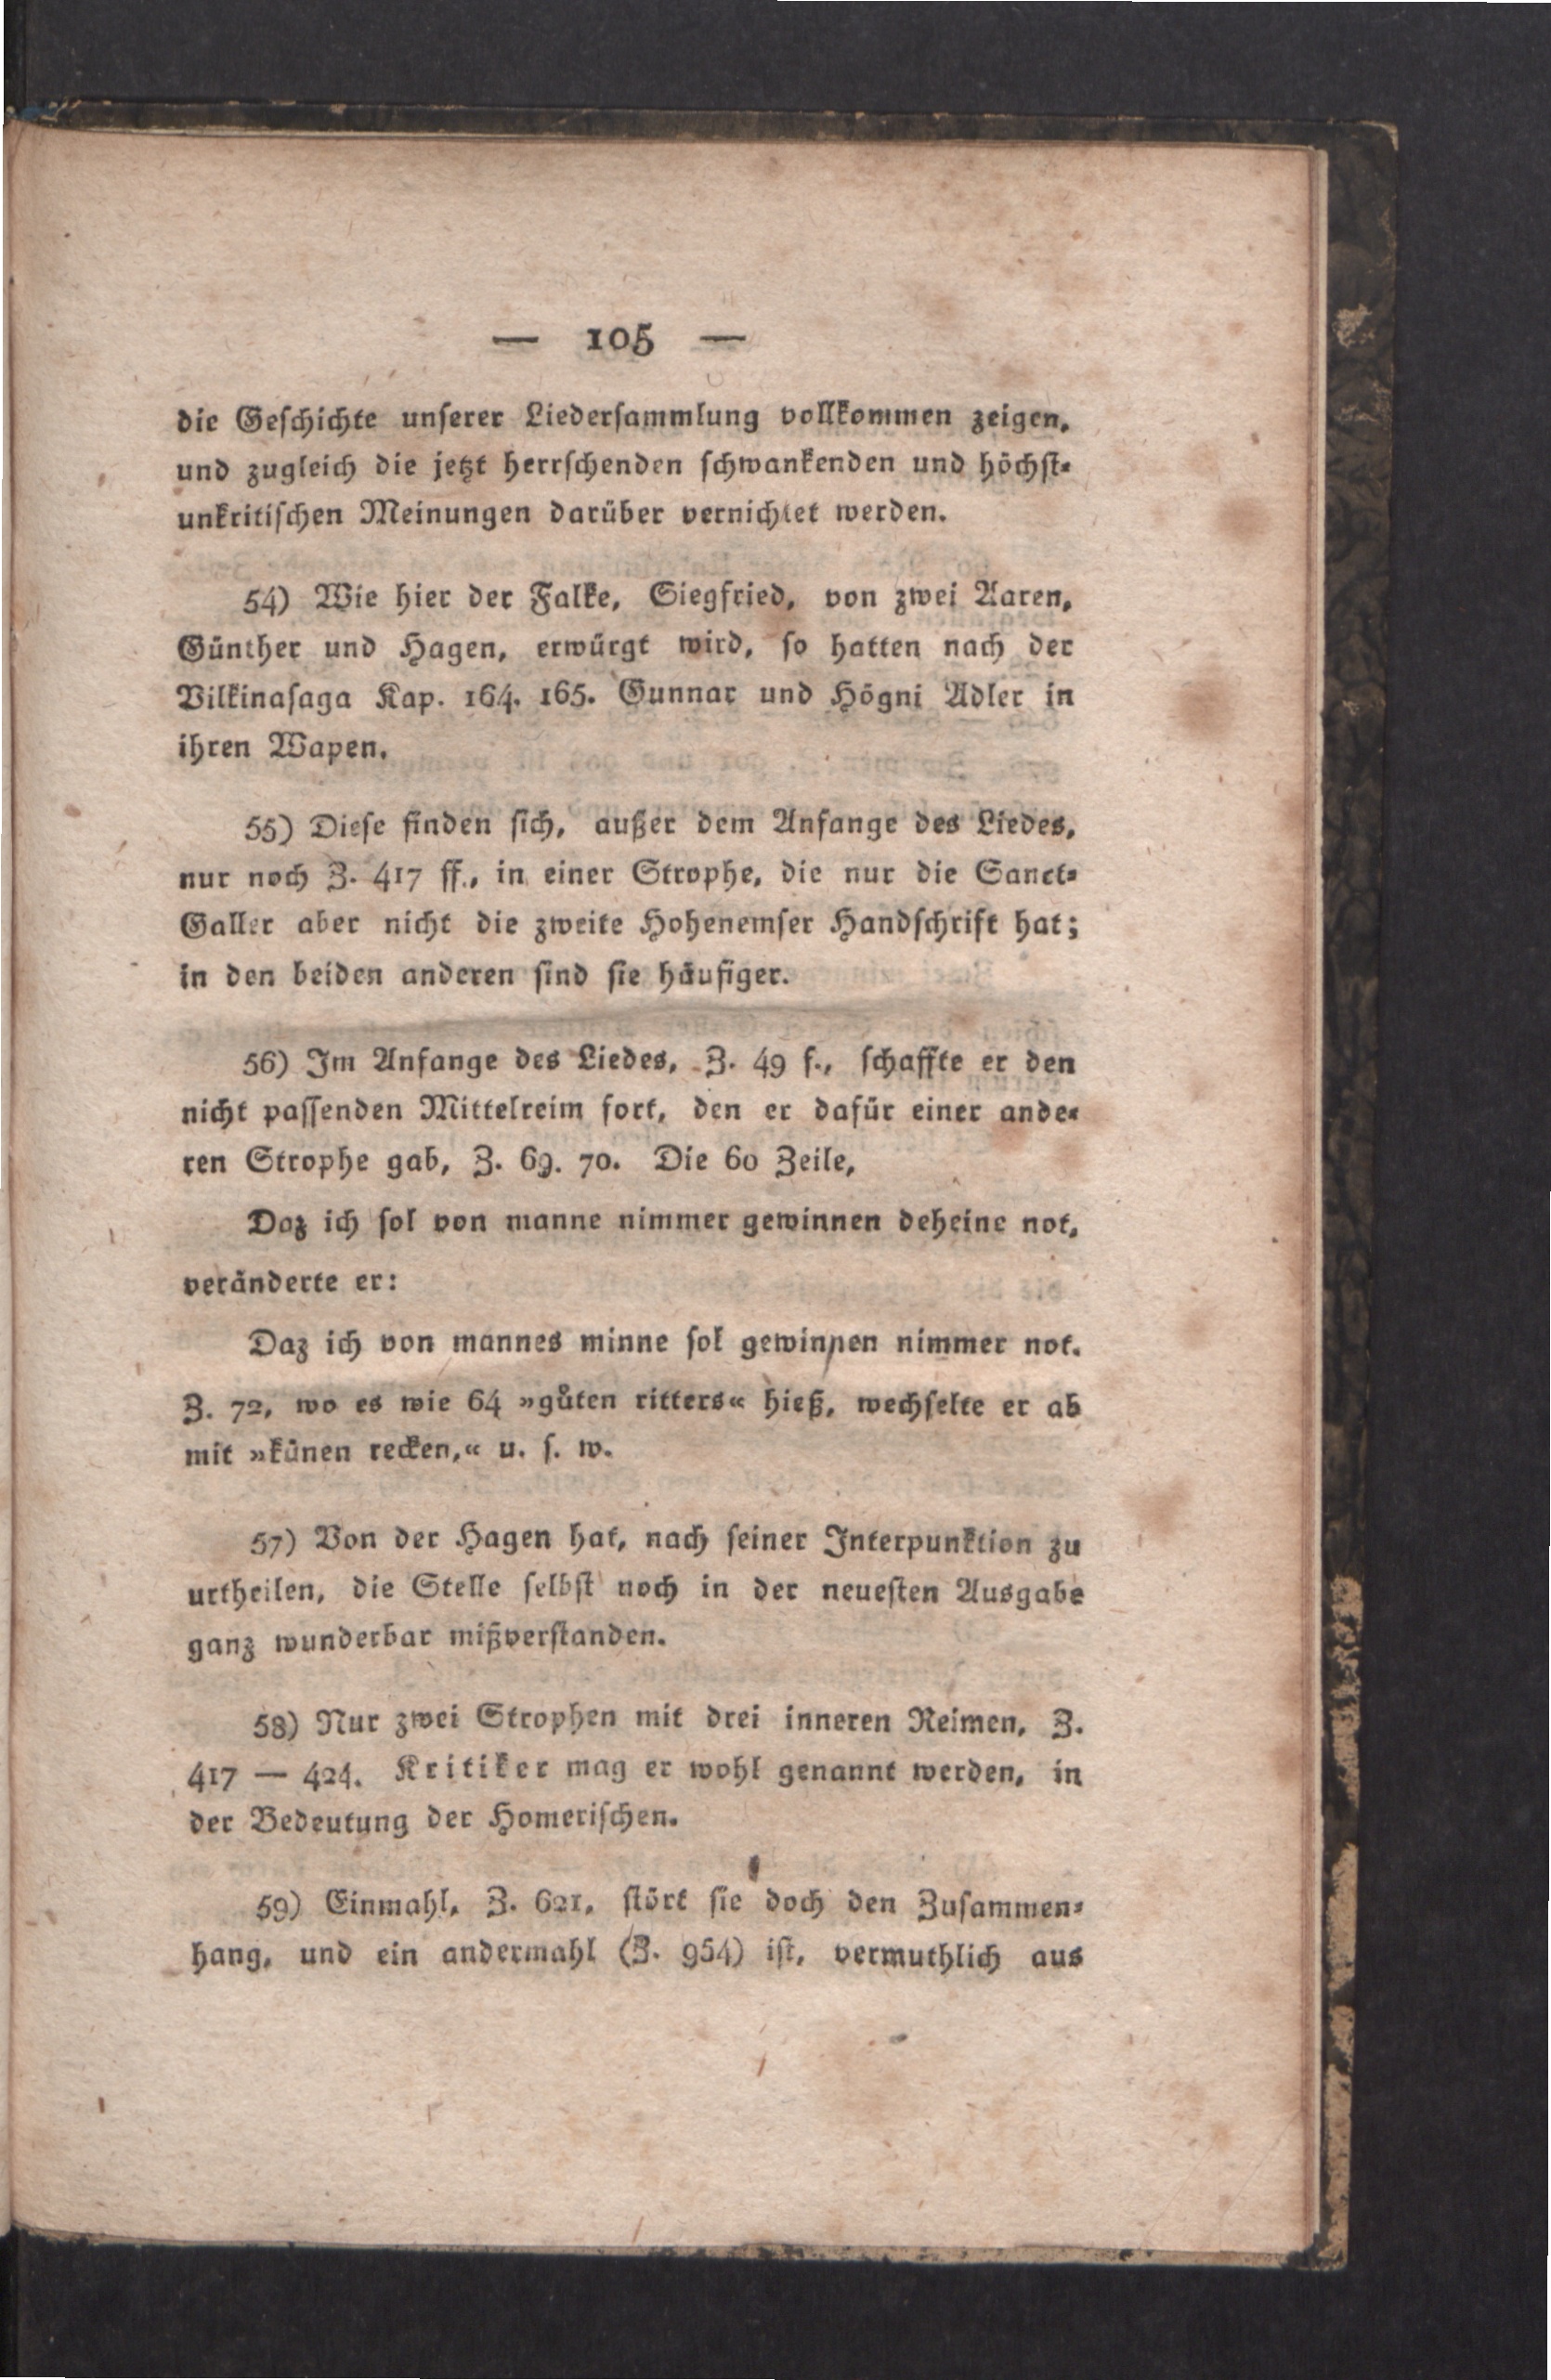 — 105 —
die Geschichte unserer Liedersammlung vollkommen zeigen,
und zugleich die jetzt herrschenden schwankenden und höchst-
unkritischen Meinungen darüber vernichtet werden.
54) Wie hier der Falke, Siegfried, von zwei Aaren,
Günther und Hagen, erwürgt wird, so hatten nach der
Vilkinasaga Kap. 164. 165. Gunnar und Högni Adler in
ihren Wapen.
55) Diese finden sich, außer dem Anfange des Liedes,
nur noch Z. 417 ff., in einer Strophe, die nur die Sanct-
Galler aber nicht die zweite Hohenemser Handschrift hat;
in den beiden anderen sind sie häufiger.
56) Im Anfange des Liedes, Z. 49 f., schaffte er den
nicht passenden Mittelreim fort, den er dafür einer ande-
ren Strophe gab, Z. 69. 70. Die 60 Zeile,
Daz ich sol von manne nimmer gewinnen deheine not,
veränderte er:
Daz ich von mannes minne sol gewinnen nimmer not.
Z. 72, wo es wie 64 »gůten ritters« hieß, wechselte er ab
mit »künen recken,« u. s. w.
57) Von der Hagen hat, nach seiner Interpunktion zu
urtheilen, die Stelle selbst noch in der neuesten Ausgabe
ganz wunderbar mißverstanden.
58) Nur zwei Strophen mit drei inneren Reimen, Z.
417 — 424. Kritiker mag er wohl genannt werden, in
der Bedeutung der Homerischen.
59) Einmahl, Z. 621, stört sie doch den Zusammen-
hang, und ein andermahl (Z. 954) ist, vermuthlich aus